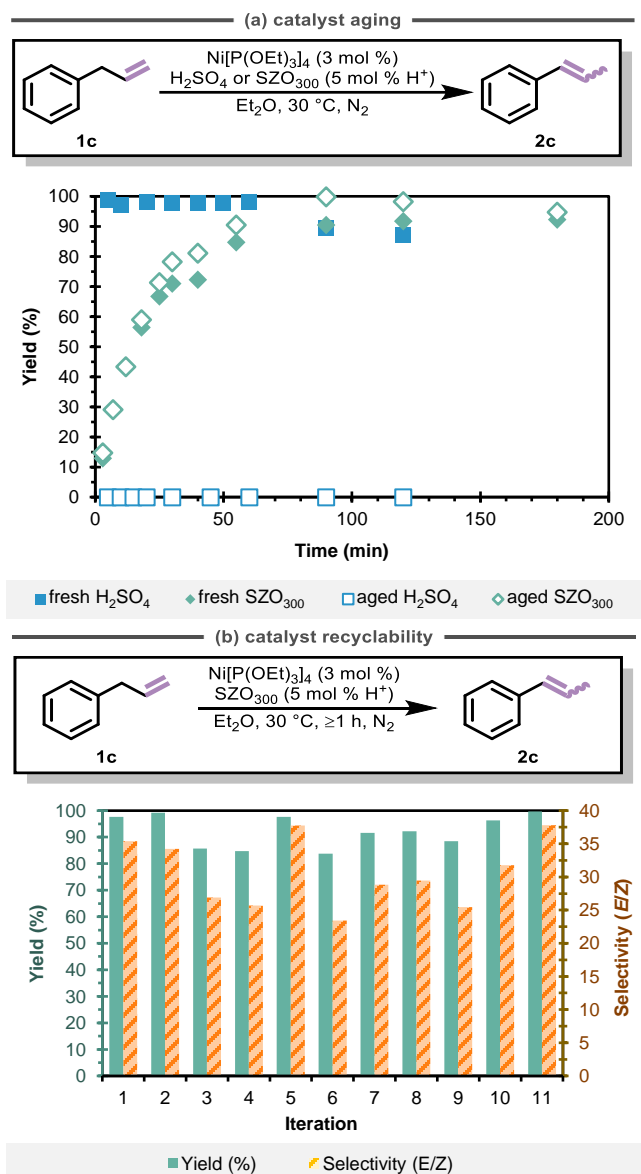 (a) catalyst aging
Ni[P(OEt)₃]₄ (3 mol %)
H₂SO₄ or SZO₃₀₀ (5 mol % H⁺)
Et₂O, 30 °C, N₂
1c
2c
100
90
80
70
60
50
40
30
20
10
0
Yield (%)
0
50
100
150
200
Time (min)
fresh H₂SO₄
fresh SZO₃₀₀
aged H₂SO₄
aged SZO₃₀₀
(b) catalyst recyclability
Ni[P(OEt)₃]₄ (3 mol %)
SZO₃₀₀ (5 mol % H⁺)
Et₂O, 30 °C, ≥1 h, N₂
1c
2c
100
90
80
70
60
50
40
30
20
10
0
Yield (%)
40
35
30
25
20
15
10
5
0
Selectivity (E/Z)
1 2 3 4 5 6 7 8 9 10 11
Iteration
Yield (%)
Selectivity (E/Z)